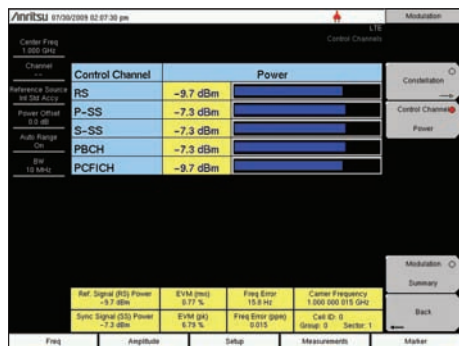 Anritsu 07/30/2009 02:07:30 pm
Modulation
LTE
Control Channels
Center Freq
1.000 GHz
Channel
--
Reference Source
Int Std Accy
Power Offset
0.0 dB
Auto Range
On
BW
10 MHz
Control Channel Power
RS -9.7 dBm
P-SS -7.3 dBm
S-SS -7.3 dBm
PBCH -7.3 dBm
PCFICH -9.7 dBm
Constellation
Control Channel
Power
Modulation
Summary
Back
Ref. Signal (RS) Power
-9.7 dBm
EVM (rms)
0.77 %
Freq Error
15.0 Hz
Carrier Frequency
1.000 000 015 GHz
Sync Signal (SS) Power
-7.3 dBm
EVM (pk)
6.79 %
Freq Error (ppm)
0.015
Cell ID: 0
Group: 0 Sector: 1
Freq Amplitude Setup Measurements Marker